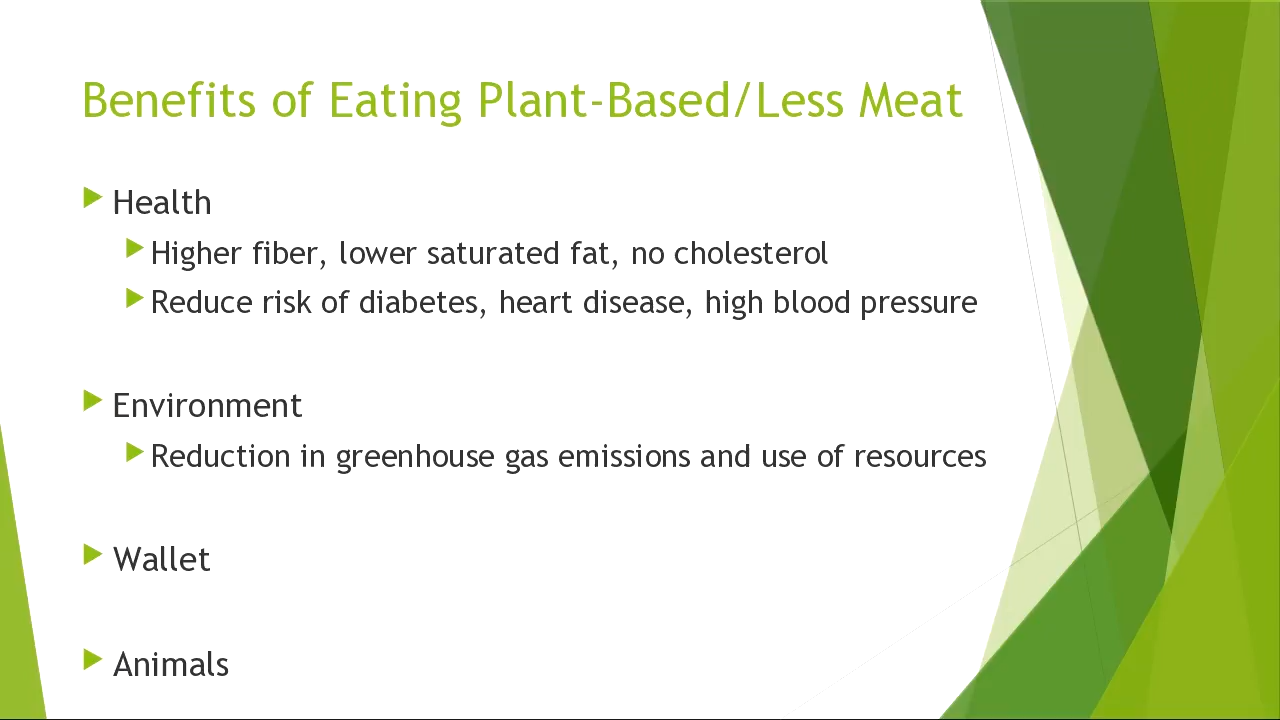 Benefits of Eating Plant-Based/Less Meat
Health
Higher fiber, lower saturated fat, no cholesterol
Reduce risk of diabetes, heart disease, high blood pressure
Environment
Reduction in greenhouse gas emissions and use of resources
Wallet
Animals